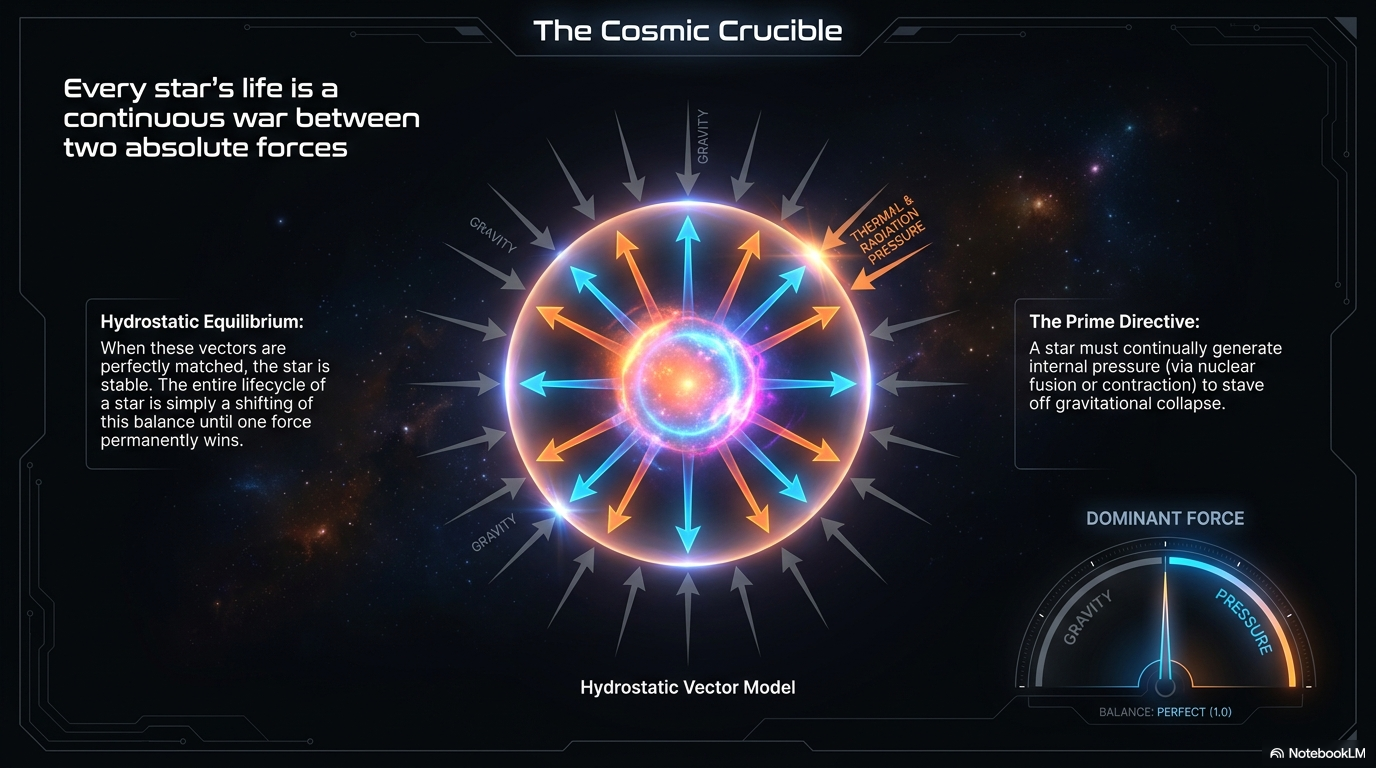 The Cosmic Crucible
Every star's life is a
continuous war between
two absolute forces
GRAVITY
GRAVITY
THERMAL &
RADIATION
PRESSURE
Hydrostatic Equilibrium:
When these vectors are
perfectly matched, the star is
stable. The entire lifecycle of
a star is simply a shifting of
this balance until one force
permanently wins.
The Prime Directive:
A star must continually generate
internal pressure (via nuclear
fusion or contraction) to stave
off gravitational collapse.
GRAVITY
Hydrostatic Vector Model
DOMINANT FORCE
GRAVITY
PRESSURE
BALANCE: PERFECT (1.0)
NotebookLM